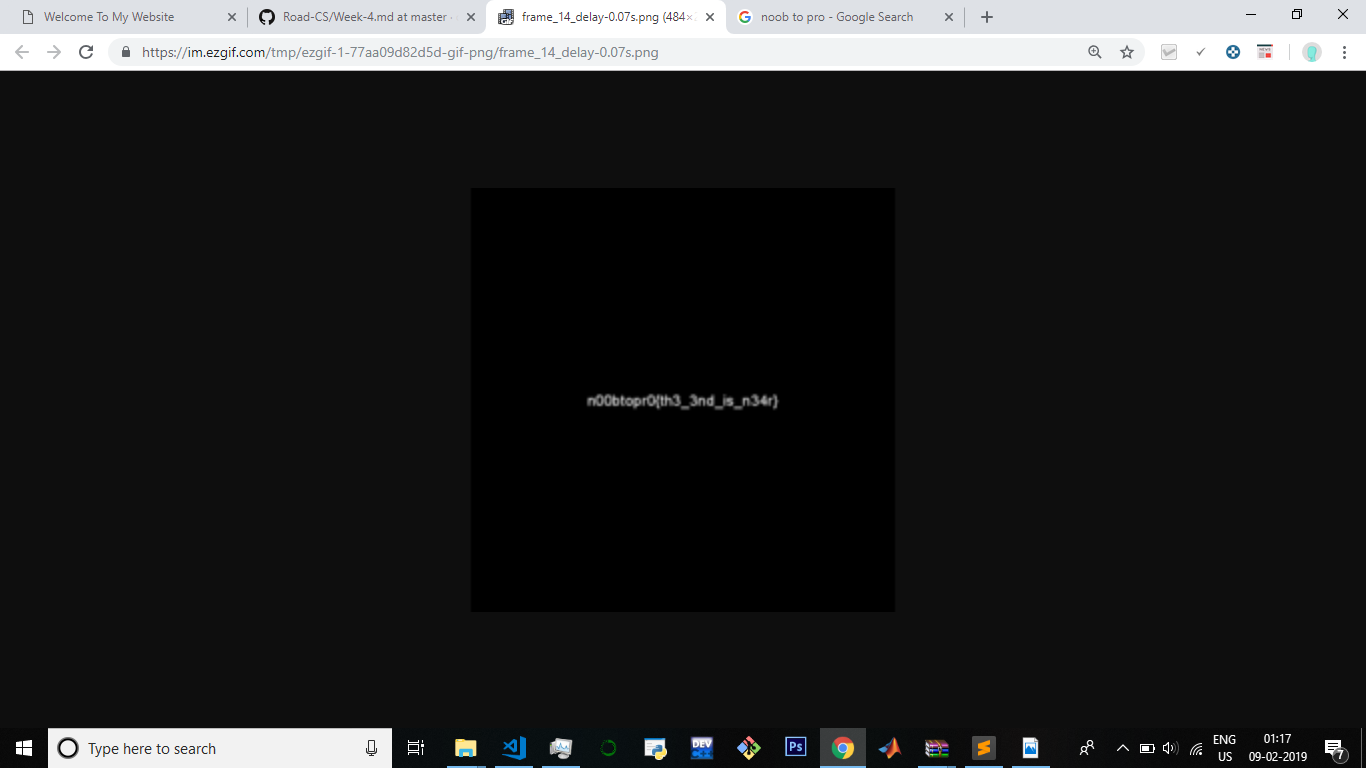 Welcome To My Website
Road-CS/Week-4.md at master
frame_14_delay-0.07s.png (484×
noob to pro - Google Search
https://im.ezgif.com/tmp/ezgif-1-77aa09d82d5d-gif-png/frame_14_delay-0.07s.png
n00btopr0{th3_3nd_is_n34r}
Type here to search
DEV
Ps
ENG
US
01:17
09-02-2019
7